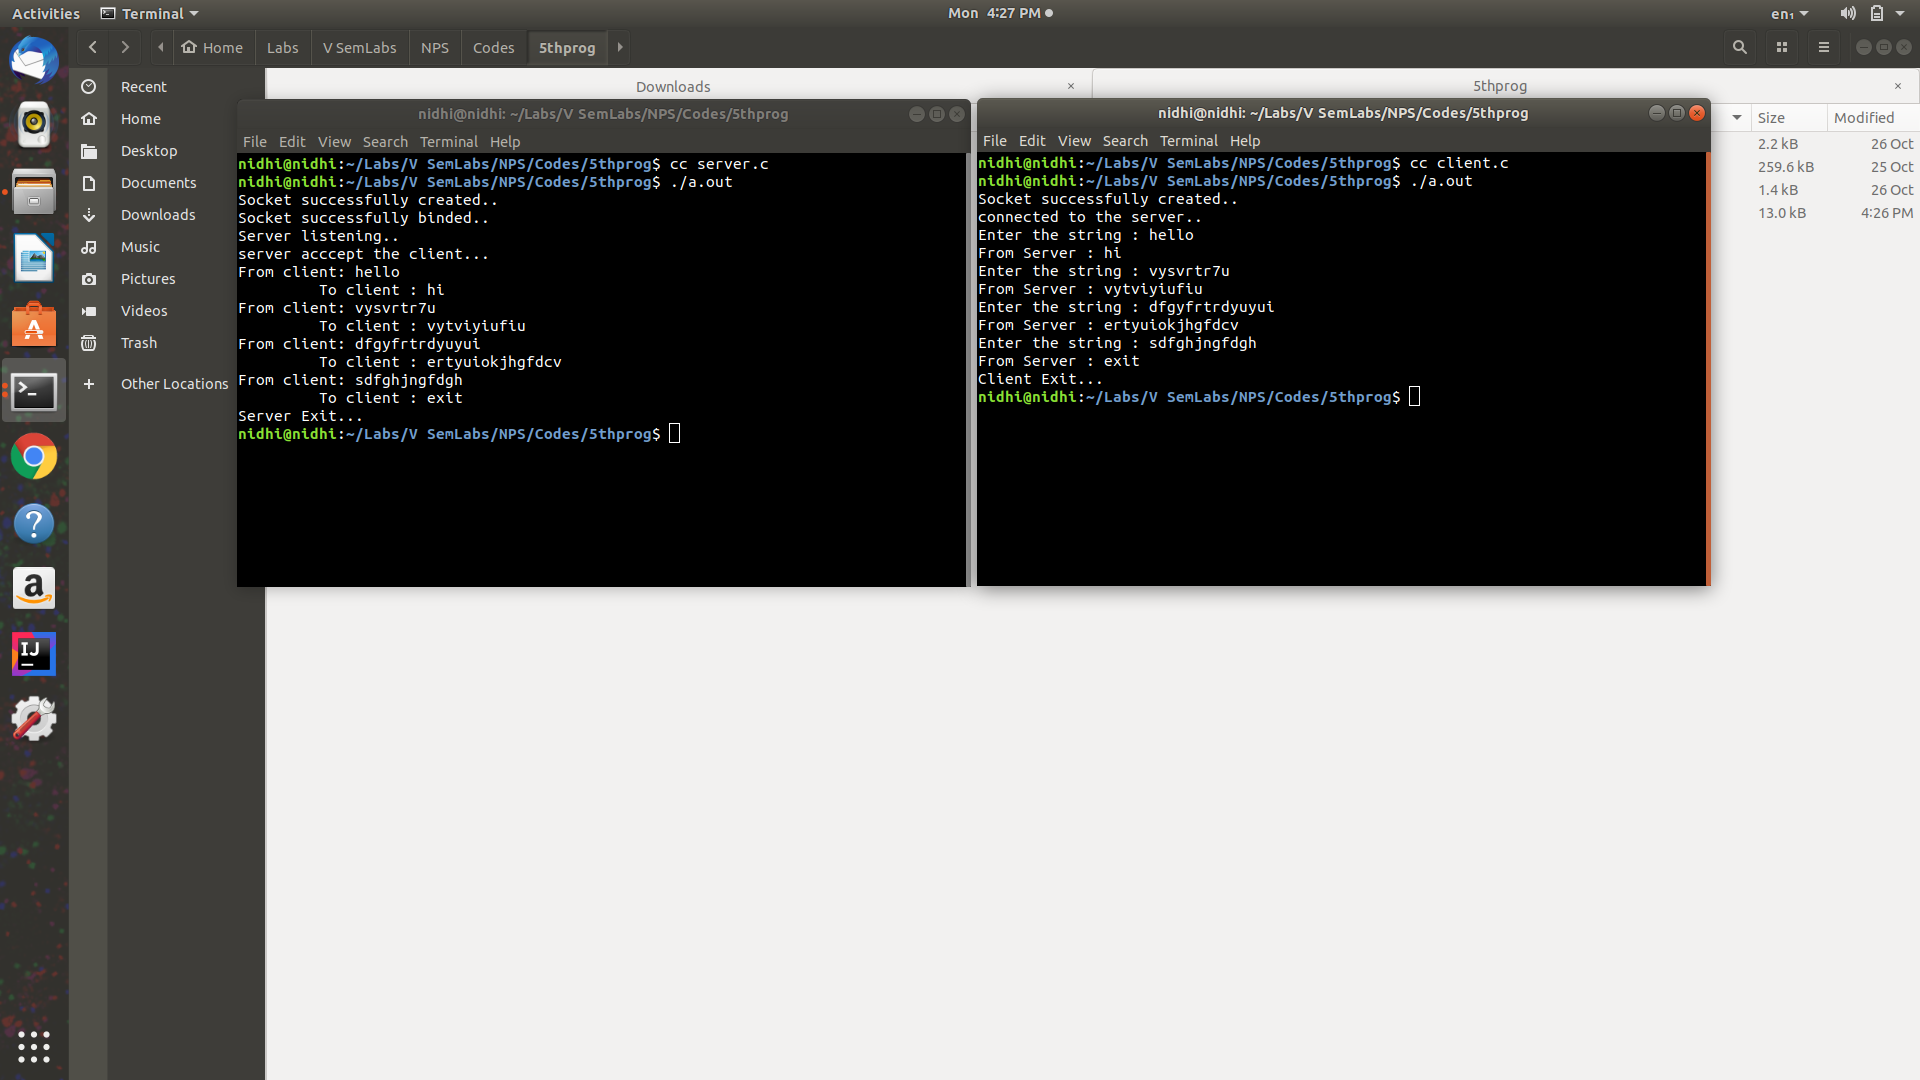 Activities Terminal Mon 4:27 PM en₁
Home Labs V SemLabs NPS Codes 5thprog
Recent
Home
Desktop
Documents
Downloads
Music
Pictures
Videos
Trash
+ Other Locations
Downloads ×
5thprog ×
Size Modified
2.2 kB 26 Oct
259.6 kB 25 Oct
1.4 kB 26 Oct
13.0 kB 4:26 PM
nidhi@nidhi: ~/Labs/V SemLabs/NPS/Codes/5thprog
File Edit View Search Terminal Help
nidhi@nidhi:~/Labs/V SemLabs/NPS/Codes/5thprog$ cc server.c
nidhi@nidhi:~/Labs/V SemLabs/NPS/Codes/5thprog$ ./a.out
Socket successfully created..
Socket successfully binded..
Server listening..
server acccept the client...
From client: hello
To client : hi
From client: vysvrtr7u
To client : vytviyiufiu
From client: dfgyfrtrdyuyui
To client : ertyuiokjhgfdcv
From client: sdfghjngfdgh
To client : exit
Server Exit...
nidhi@nidhi:~/Labs/V SemLabs/NPS/Codes/5thprog$
nidhi@nidhi: ~/Labs/V SemLabs/NPS/Codes/5thprog
File Edit View Search Terminal Help
nidhi@nidhi:~/Labs/V SemLabs/NPS/Codes/5thprog$ cc client.c
nidhi@nidhi:~/Labs/V SemLabs/NPS/Codes/5thprog$ ./a.out
Socket successfully created..
connected to the server..
Enter the string : hello
From Server : hi
Enter the string : vysvrtr7u
From Server : vytviyiufiu
Enter the string : dfgyfrtrdyuyui
From Server : ertyuiokjhgfdcv
Enter the string : sdfghjngfdgh
From Server : exit
Client Exit...
nidhi@nidhi:~/Labs/V SemLabs/NPS/Codes/5thprog$
A
>_
?
a
IJ